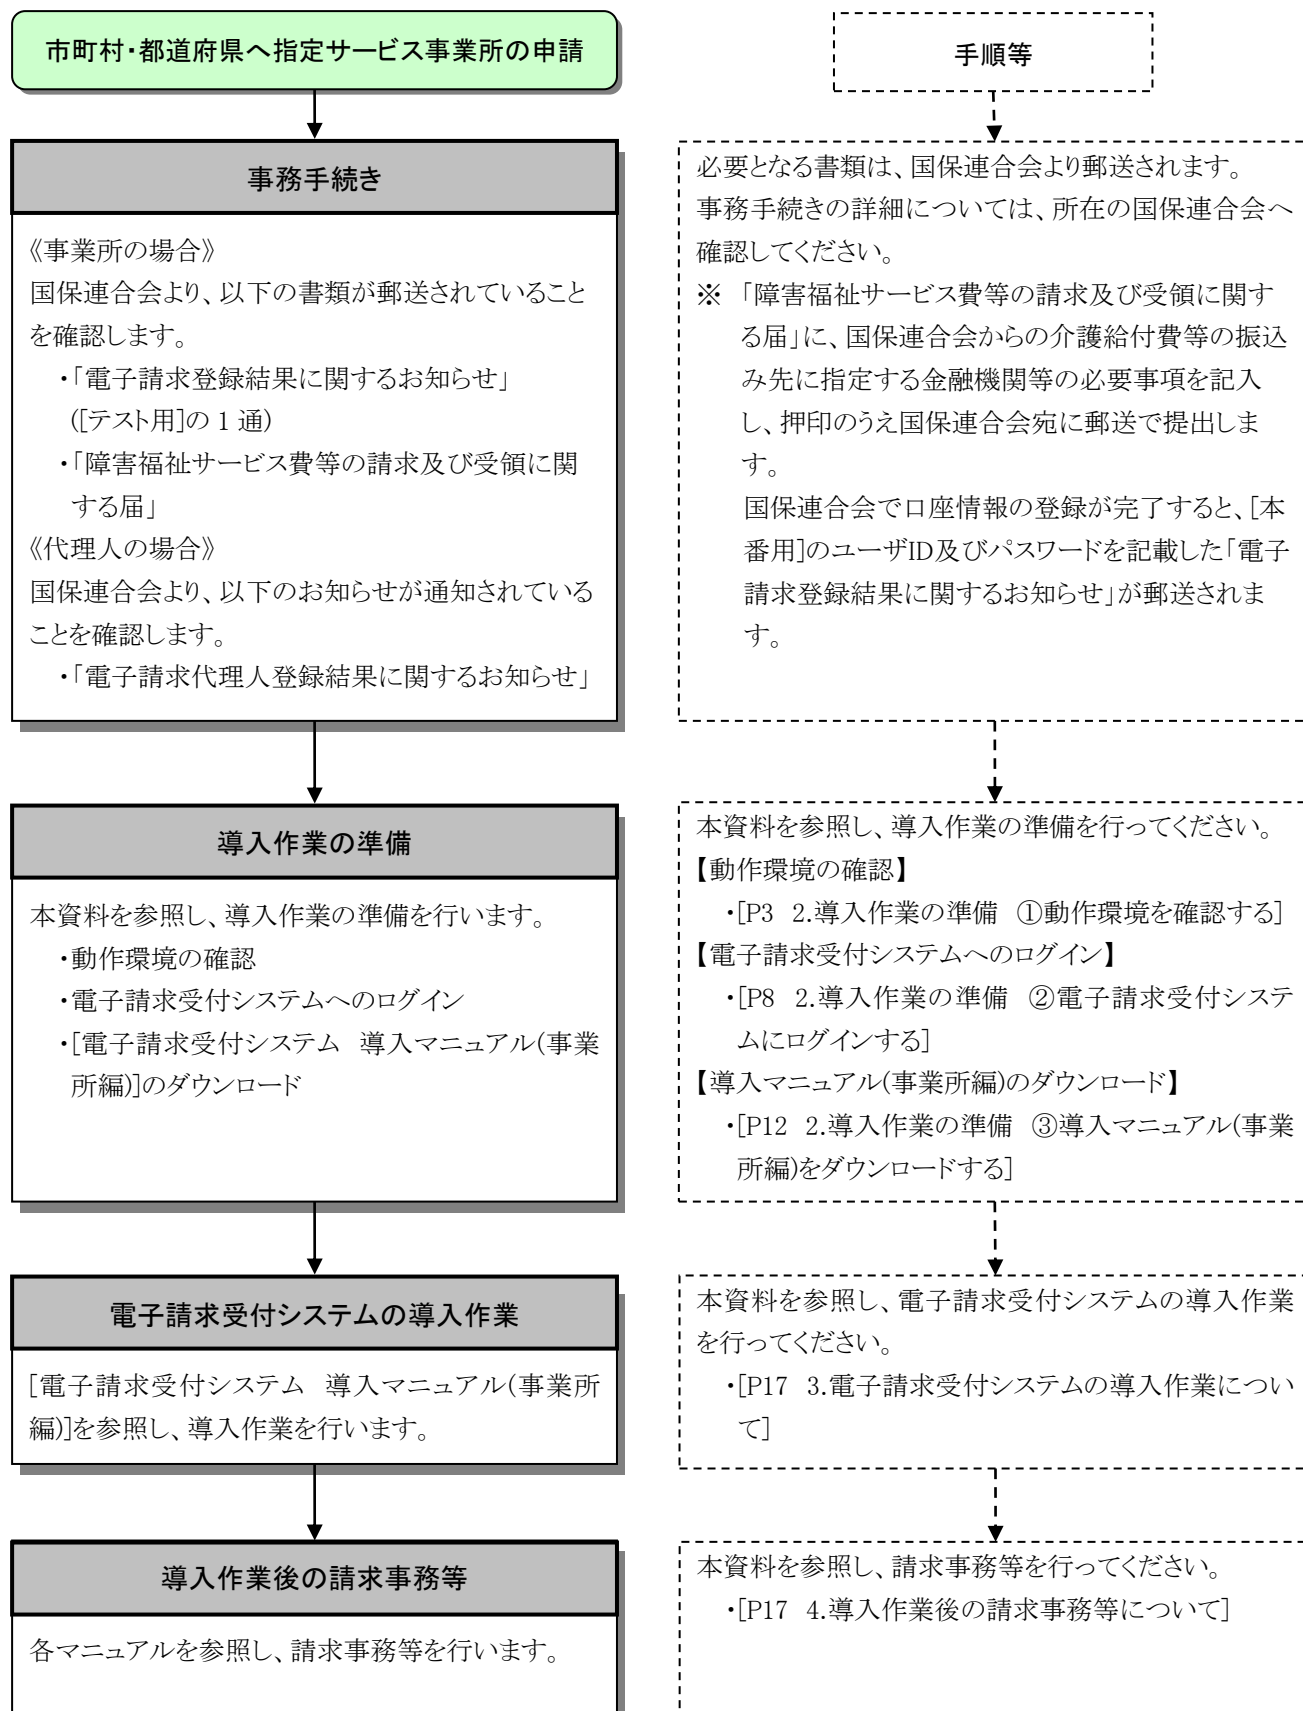 市町村・都道府県へ指定サービス事業所の申請
手順等
事務手続き
《事業所の場合》
国保連合会より、以下の書類が郵送されていること
を確認します。
・「電子請求登録結果に関するお知らせ」
([テスト用]の 1 通)
・「障害福祉サービス費等の請求及び受領に関
する届」
《代理人の場合》
国保連合会より、以下のお知らせが通知されている
ことを確認します。
・「電子請求代理人登録結果に関するお知らせ」
必要となる書類は、国保連合会より郵送されます。
事務手続きの詳細については、所在の国保連合会へ
確認してください。
※ 「障害福祉サービス費等の請求及び受領に関す
る届」に、国保連合会からの介護給付費等の振込
み先に指定する金融機関等の必要事項を記入
し、押印のうえ国保連合会宛に郵送で提出しま
す。
国保連合会で口座情報の登録が完了すると、[本
番用]のユーザID及びパスワードを記載した「電子
請求登録結果に関するお知らせ」が郵送されま
す。
導入作業の準備
本資料を参照し、導入作業の準備を行います。
・動作環境の確認
・電子請求受付システムへのログイン
・[電子請求受付システム 導入マニュアル(事業
所編)]のダウンロード
本資料を参照し、導入作業の準備を行ってください。
【動作環境の確認】
・[P3 2.導入作業の準備 ①動作環境を確認する]
【電子請求受付システムへのログイン】
・[P8 2.導入作業の準備 ②電子請求受付システ
ムにログインする]
【導入マニュアル(事業所編)のダウンロード】
・[P12 2.導入作業の準備 ③導入マニュアル(事業
所編)をダウンロードする]
電子請求受付システムの導入作業
[電子請求受付システム 導入マニュアル(事業所
編)]を参照し、導入作業を行います。
本資料を参照し、電子請求受付システムの導入作業
を行ってください。
・[P17 3.電子請求受付システムの導入作業につい
て]
導入作業後の請求事務等
各マニュアルを参照し、請求事務等を行います。
本資料を参照し、請求事務等を行ってください。
・[P17 4.導入作業後の請求事務等について]